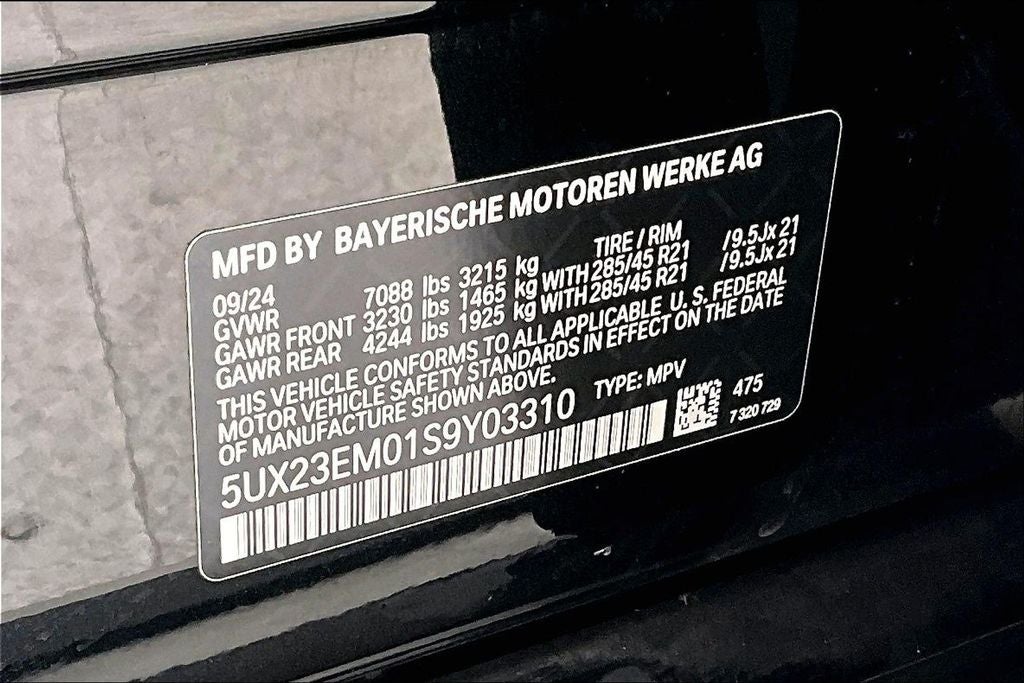 MFD BY BAYERISCHE MOTOREN WERKE AG
09/24 TIRE / RIM
GVWR 7088 lbs 3215 kg
GAWR FRONT 3230 lbs 1465 kg WITH 285/45 R21 /9.5Jx 21
GAWR REAR 4244 lbs 1925 kg WITH 285/45 R21 /9.5Jx 21
THIS VEHICLE CONFORMS TO ALL APPLICABLE U. S. FEDERAL
MOTOR VEHICLE SAFETY STANDARDS IN EFFECT ON THE DATE
OF MANUFACTURE SHOWN ABOVE.
5UX23EM01S9Y03310 TYPE: MPV
475
7 320 729